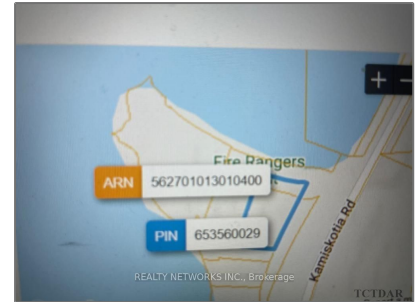 + −
Fire Rangers
ARN 562701013010400
PIN 653560029
Kamiskotia Rd
REALTY NETWORKS INC., Brokerage
TCTDAR